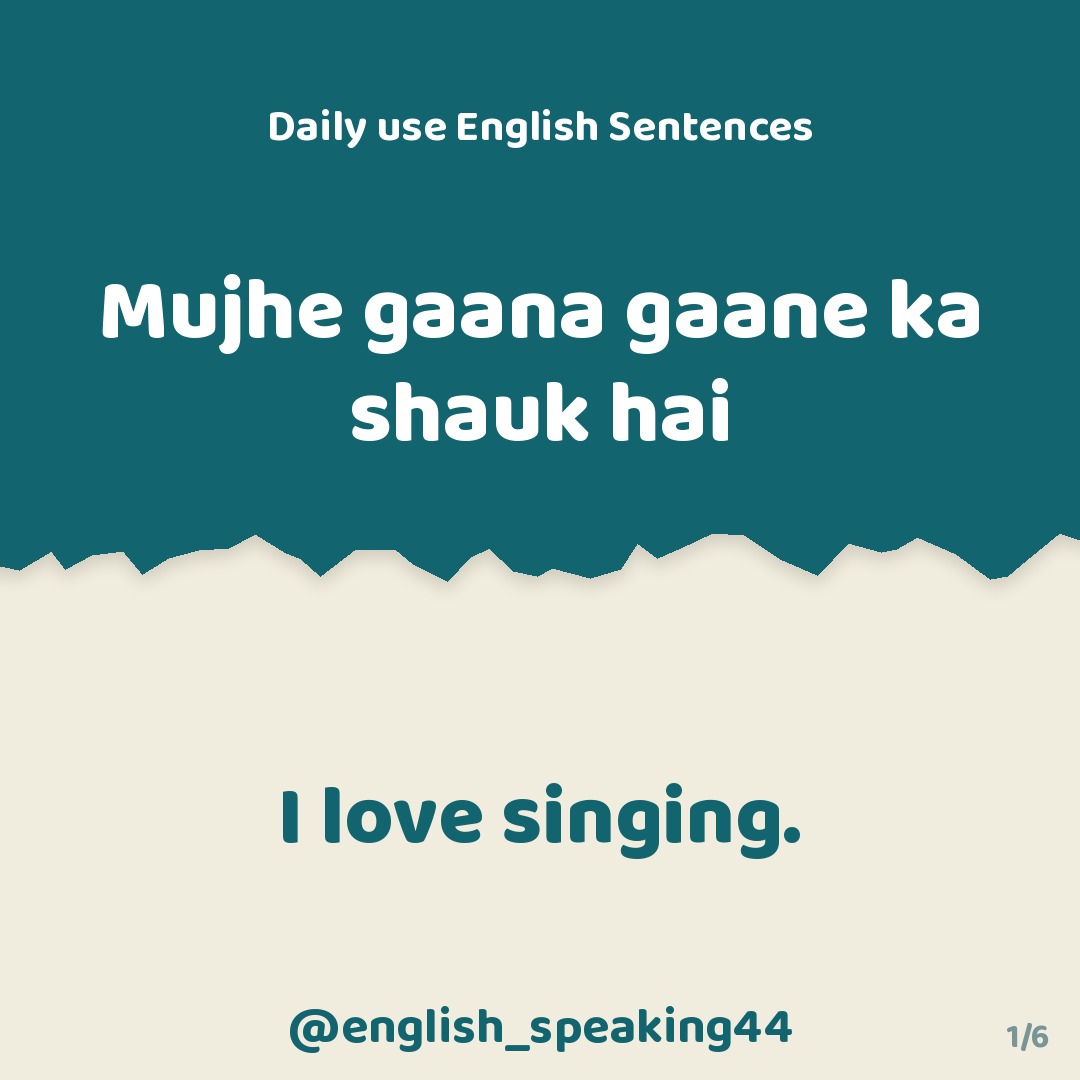 Daily use English Sentences
Mujhe gaana gaane ka
shauk hai
I love singing.
@english_speaking44
1/6